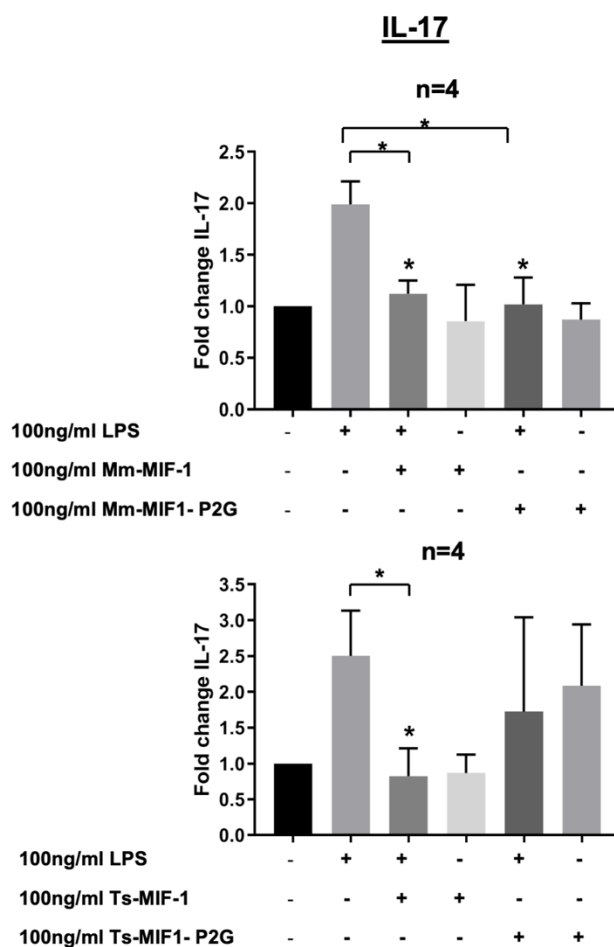 IL-17
n=4
* 
*
2.5
2.0
1.5
1.0
0.5
0.0
Fold change IL-17
* *
100ng/ml LPS - + + - + -
100ng/ml Mm-MIF-1 - - + + - -
100ng/ml Mm-MIF1- P2G - - - - + +
n=4
*
3.5
3.0
2.5
2.0
1.5
1.0
0.5
0.0
Fold change IL-17
*
100ng/ml LPS - + + - + -
100ng/ml Ts-MIF-1 - - + + - -
100ng/ml Ts-MIF1- P2G - - - - + +